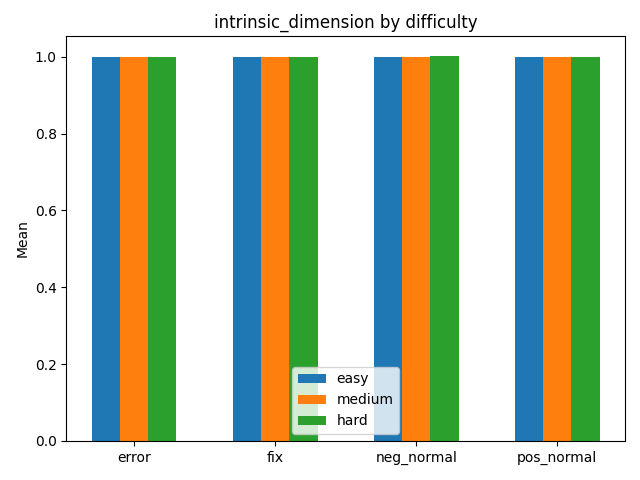 intrinsic_dimension by difficulty
Mean
1.0
0.8
0.6
0.4
0.2
0.0
easy
medium
hard
error fix neg_normal pos_normal